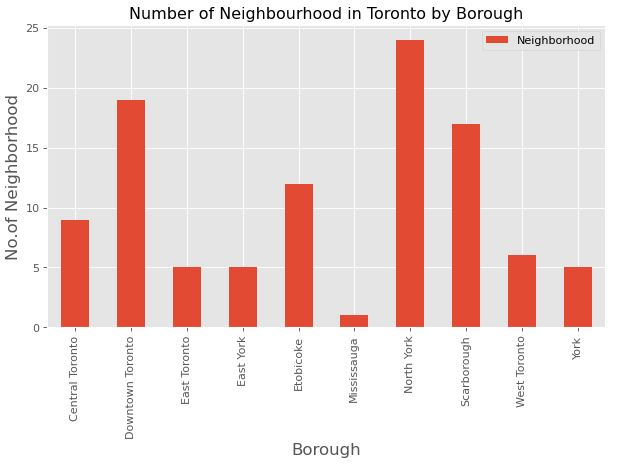 Number of Neighbourhood in Toronto by Borough
Neighborhood
No.of Neighborhood
25
20
15
10
5
0
Central Toronto
Downtown Toronto
East Toronto
East York
Etobicoke
Mississauga
North York
Scarborough
West Toronto
York
Borough